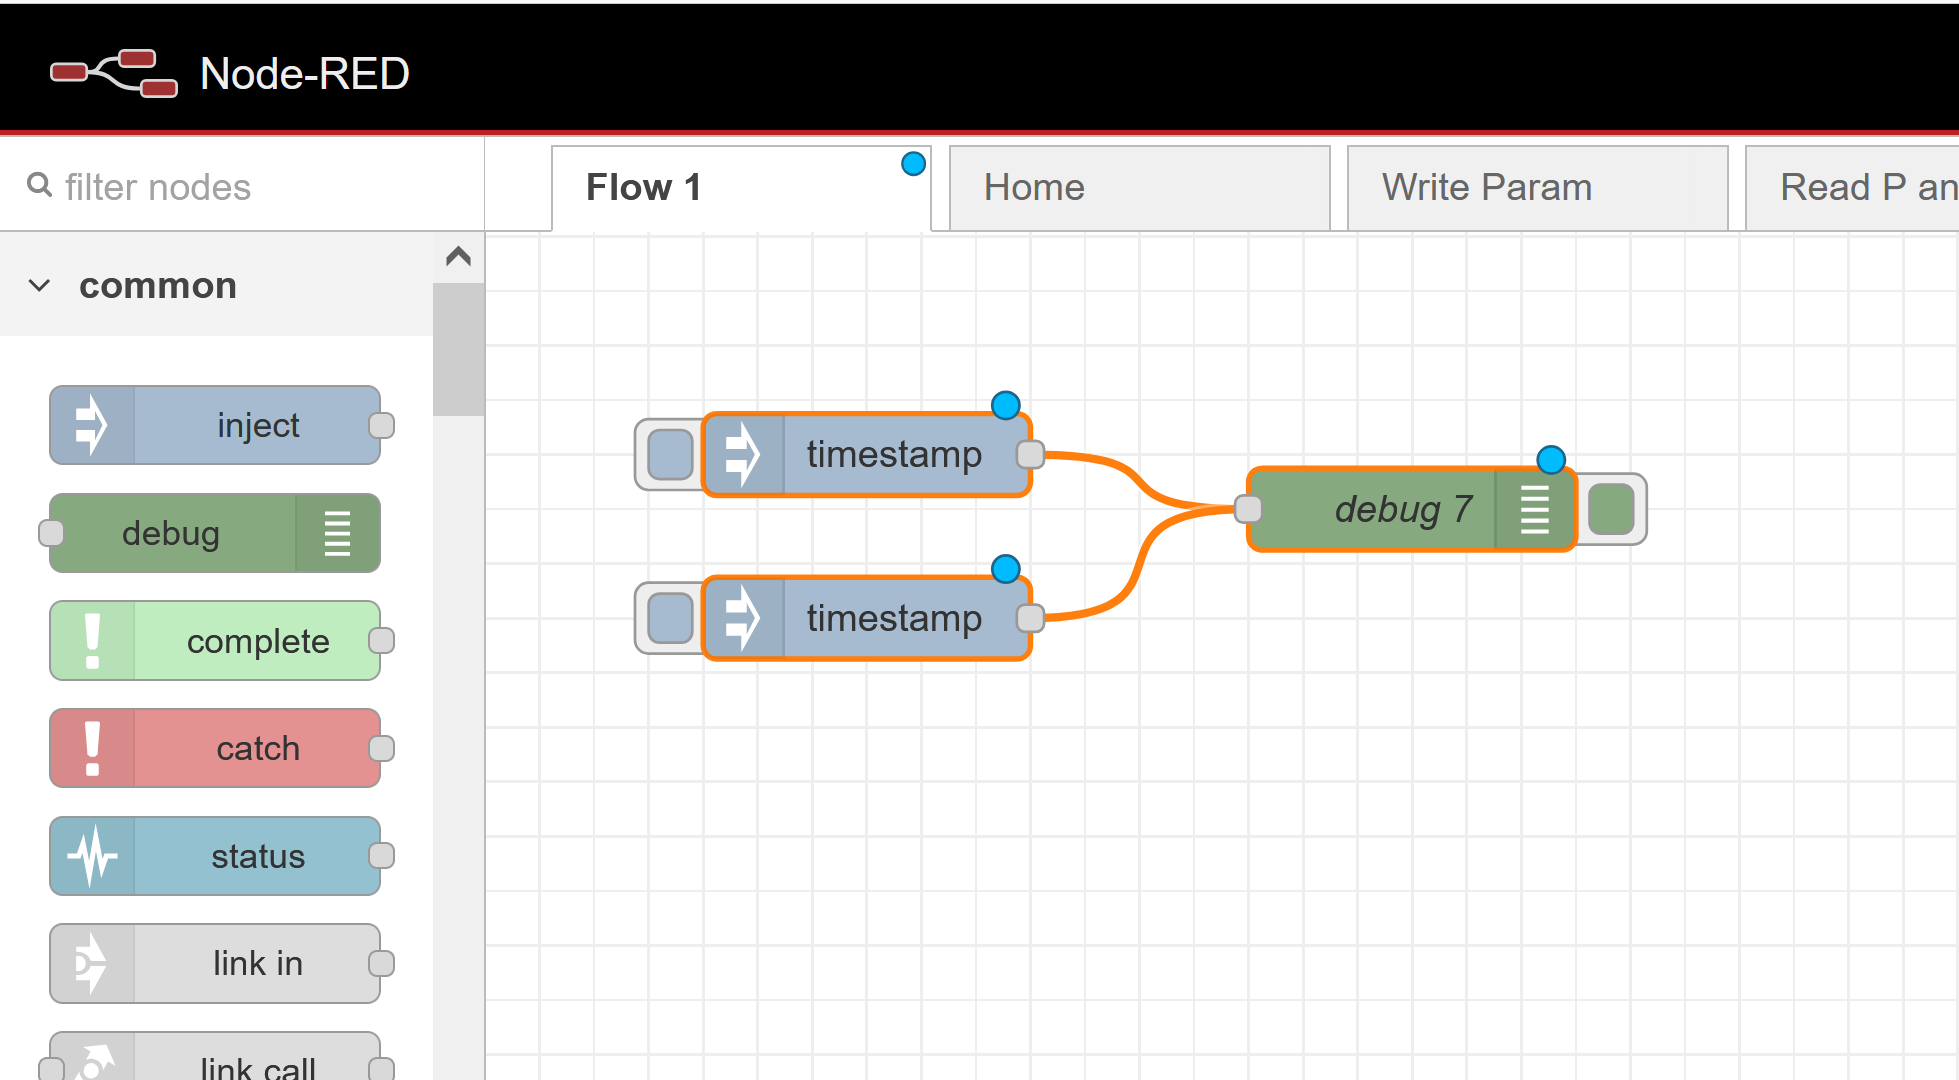 Node-RED
filter nodes
Flow 1
Home
Write Param
Read P an
common
inject
debug
complete
catch
status
link in
link call
timestamp
timestamp
debug 7